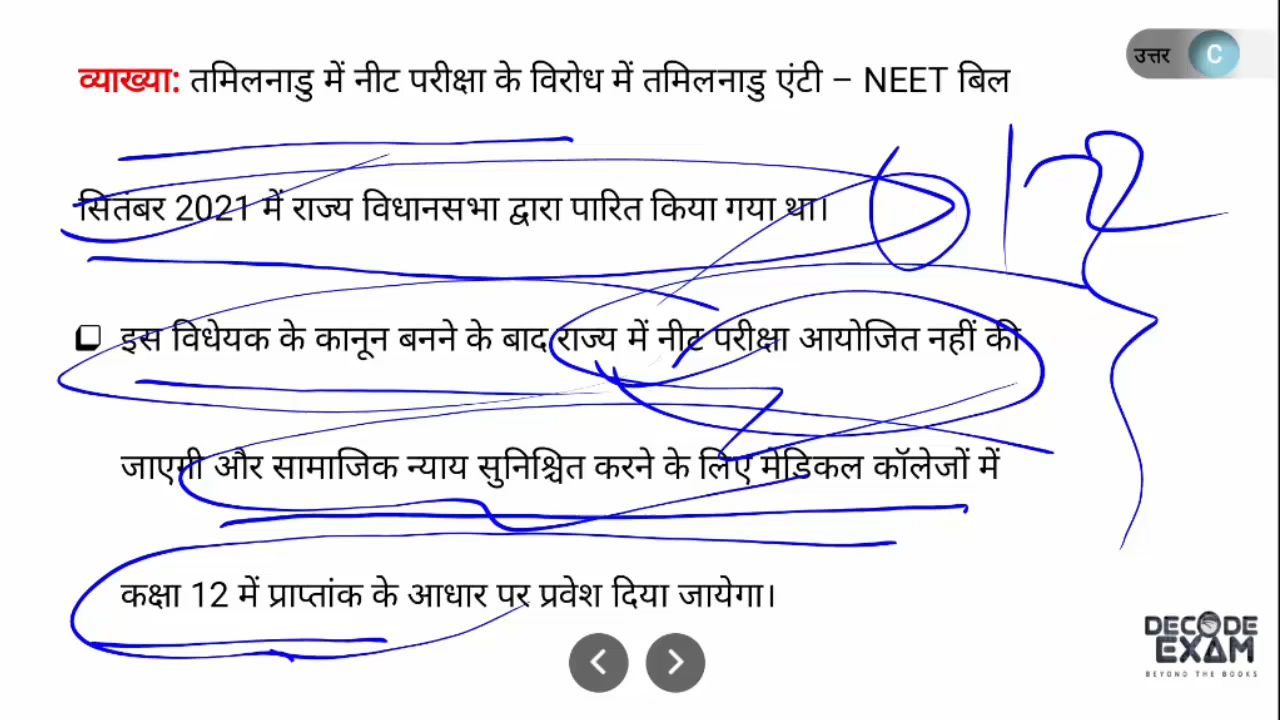 उत्तर C
व्याख्या: तमिलनाडु में नीट परीक्षा के विरोध में तमिलनाडु एंटी – NEET बिल
सितंबर 2021 में राज्य विधानसभा द्वारा पारित किया गया था।
❑ इस विधेयक के कानून बनने के बाद राज्य में नीट परीक्षा आयोजित नहीं की
जाएगी और सामाजिक न्याय सुनिश्चित करने के लिए मेडिकल कॉलेजों में
कक्षा 12 में प्राप्तांक के आधार पर प्रवेश दिया जायेगा।
DECODE
EXAM
BEYOND THE BOOKS